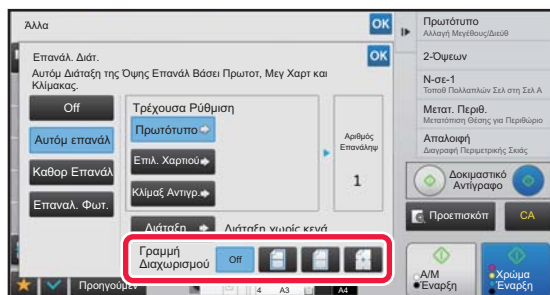 Άλλα
OK
Επανάλ. Διάτ.
OK
Αυτόμ Διάταξη της Όψης Επανάλ Βάσει Πρωτοτ, Μεγ Χαρτ και
Κλίμακας.
Off
Αυτόμ επανάλ
Καθορ Επανάλ
Επαναλ. Φωτ.
Τρέχουσα Ρύθμιση
Πρωτότυπο
Επιλ. Χαρτιού
Κλίμαξ Αντιγρ.
Αριθμός
Επανάληψ
1
Διάταξη
Διάταξη χωρίς κενά
Γραμμή
Διαχωρισμού
Off
Προηγούμεν
4 A3
A4
Πρωτότυπο
Αλλαγή Μεγέθους/Διεύθ
2-Όψεων
N-σε-1
Τοποθ Πολλαπλών Σελ στη Σελ Α
Μετατ. Περιθ.
Μετατόπιση Θέσης για Περιθώριο
Απαλοιφή
Διαγραφή Περιμετρικής Σκιάς
Δοκιμαστικό
Αντίγραφο
Προεπισκόπ
CA
Α/Μ
Έναρξη
Χρώμα
Έναρξη